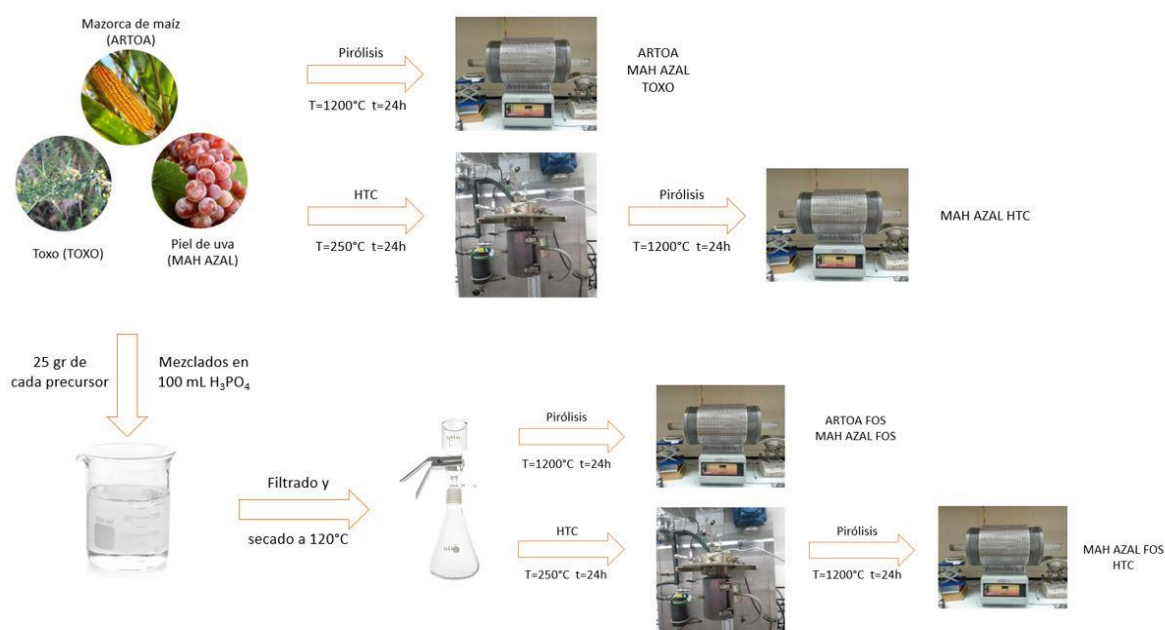 Mazorca de maíz
(ARTOA)
Toxo (TOXO)
Piel de uva
(MAH AZAL)
Pirólisis
T=1200°C t=24h
ARTOA
MAH AZAL
TOXO
HTC
T=250°C t=24h
Pirólisis
T=1200°C t=24h
MAH AZAL HTC
25 gr de
cada precursor
Mezclados en
100 mL H₃PO₄
Filtrado y
secado a 120°C
Pirólisis
T=1200°C t=24h
ARTOA FOS
MAH AZAL FOS
HTC
T=250°C t=24h
Pirólisis
T=1200°C t=24h
MAH AZAL FOS
HTC